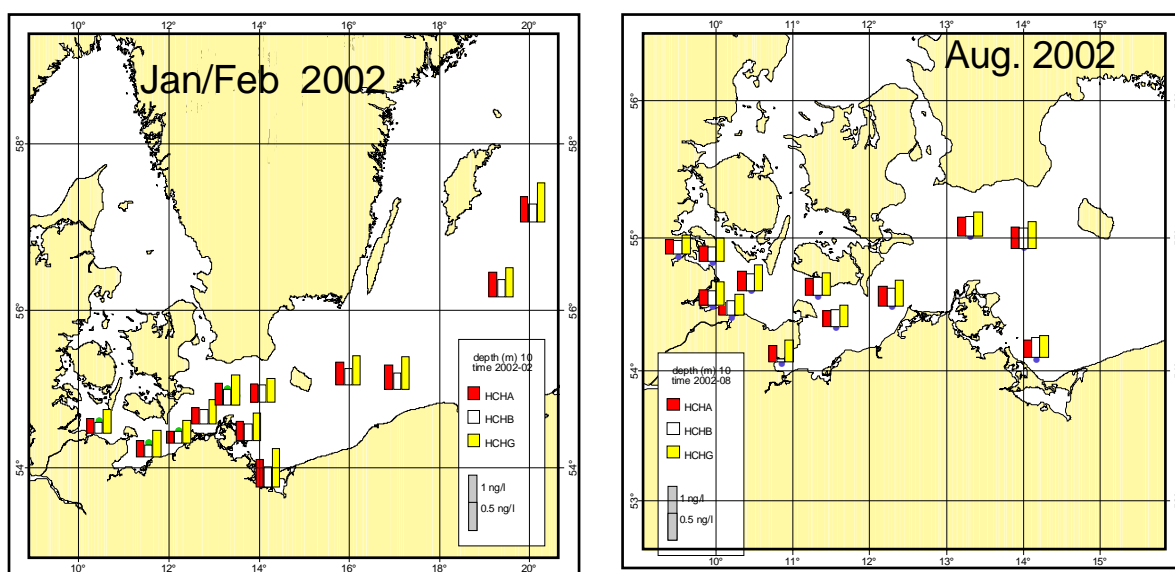 10° 12° 14° 16° 18° 20°
Jan/Feb 2002
58° 58°
56° 56°
54° 54°
depth (m) 10
time 2002-02
HCHA
HCHB
HCHG
1 ng/l
0.5 ng/l
10° 12° 14° 16° 18° 20°
10° 11° 12° 13° 14° 15°
Aug. 2002
56° 56°
55° 55°
54° 54°
53° 53°
depth (m) 10
time 2002-08
HCHA
HCHB
HCHG
1 ng/l
0.5 ng/l
10° 11° 12° 13° 14° 15°